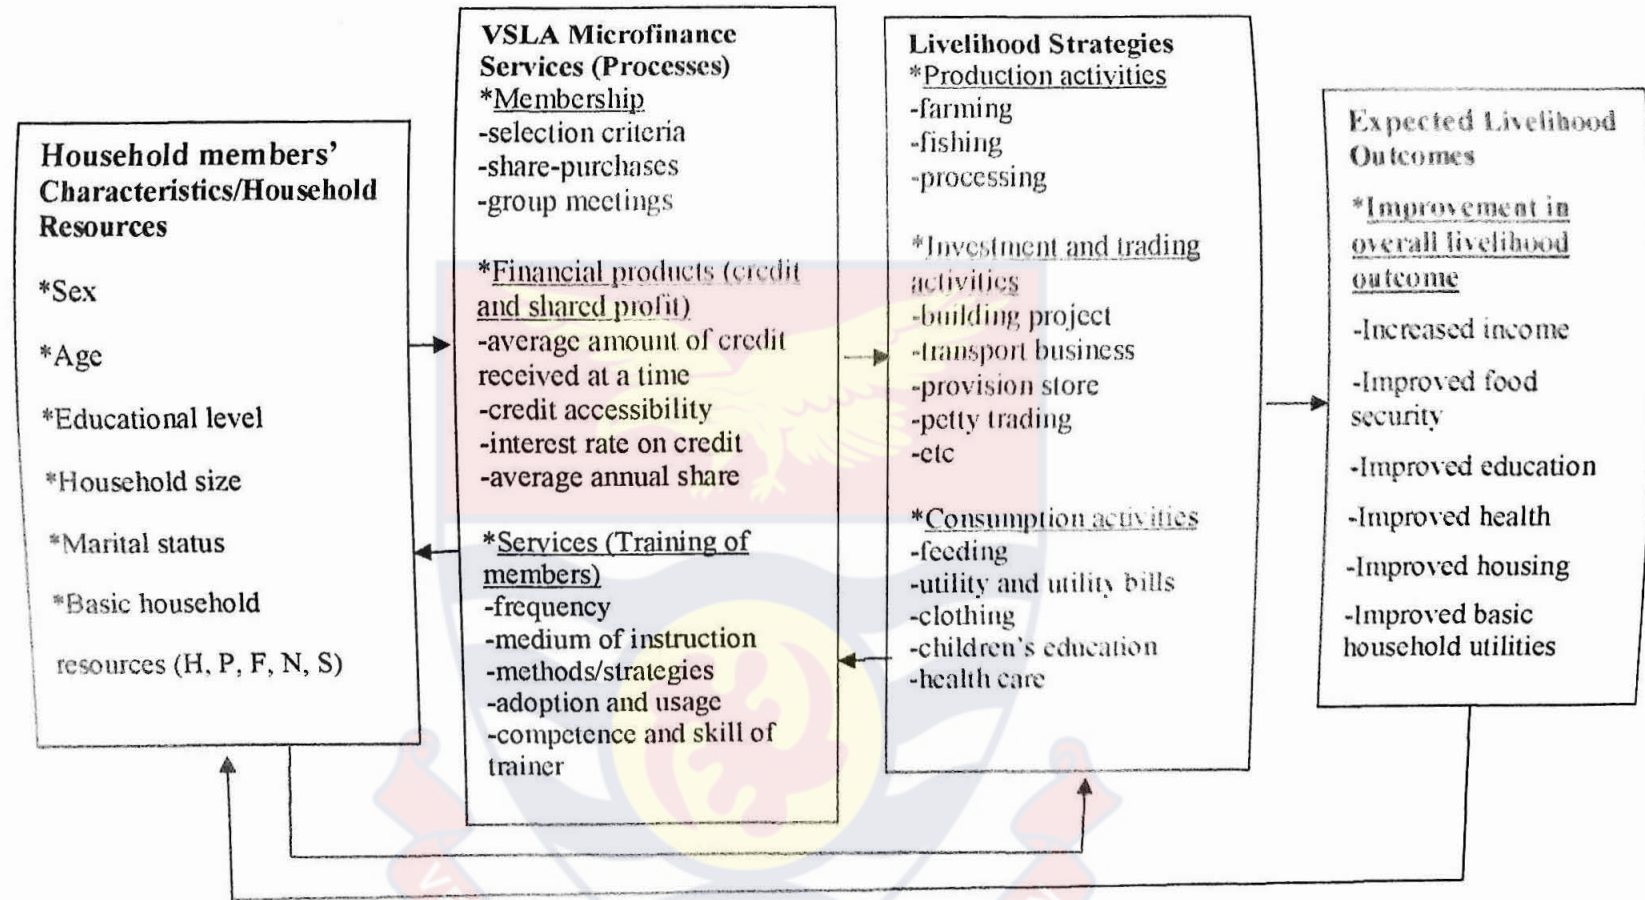 Household members’
Characteristics/Household
Resources
*Sex
*Age
*Educational level
*Household size
*Marital status
*Basic household
resources (H, P, F, N, S)
VSLA Microfinance
Services (Processes)
*Membership
-selection criteria
-share-purchases
-group meetings
*Financial products (credit
and shared profit)
-average amount of credit
received at a time
-credit accessibility
-interest rate on credit
-average annual share
*Services (Training of
members)
-frequency
-medium of instruction
-methods/strategies
-adoption and usage
-competence and skill of
trainer
Livelihood Strategies
*Production activities
-farming
-fishing
-processing
*Investment and trading
activities
-building project
-transport business
-provision store
-petty trading
-etc
*Consumption activities
-feeding
-utility and utility bills
-clothing
-children's education
-health care
Expected Livelihood
Outcomes
*Improvement in
overall livelihood
outcome
-Increased income
-Improved food
security
-Improved education
-Improved health
-Improved housing
-Improved basic
household utilities